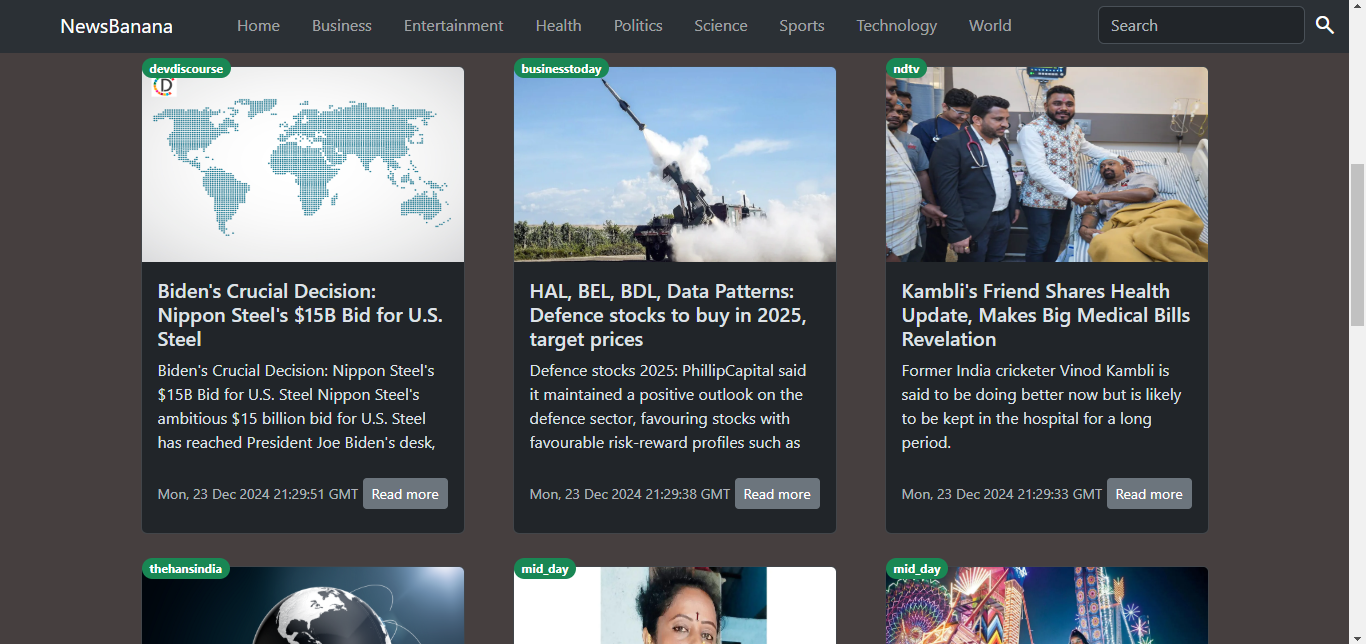 NewsBanana Home Business Entertainment Health Politics Science Sports Technology World Search
devdiscourse
D
Biden's Crucial Decision:
Nippon Steel's $15B Bid for U.S.
Steel
Biden's Crucial Decision: Nippon Steel's
$15B Bid for U.S. Steel Nippon Steel's
ambitious $15 billion bid for U.S. Steel
has reached President Joe Biden's desk,
Mon, 23 Dec 2024 21:29:51 GMT Read more
businesstoday
HAL, BEL, BDL, Data Patterns:
Defence stocks to buy in 2025,
target prices
Defence stocks 2025: PhillipCapital said
it maintained a positive outlook on the
defence sector, favouring stocks with
favourable risk-reward profiles such as
Mon, 23 Dec 2024 21:29:38 GMT Read more
ndtv
Kambli's Friend Shares Health
Update, Makes Big Medical Bills
Revelation
Former India cricketer Vinod Kambli is
said to be doing better now but is likely
to be kept in the hospital for a long
period.
Mon, 23 Dec 2024 21:29:33 GMT Read more
thehansindia
mid_day
mid_day